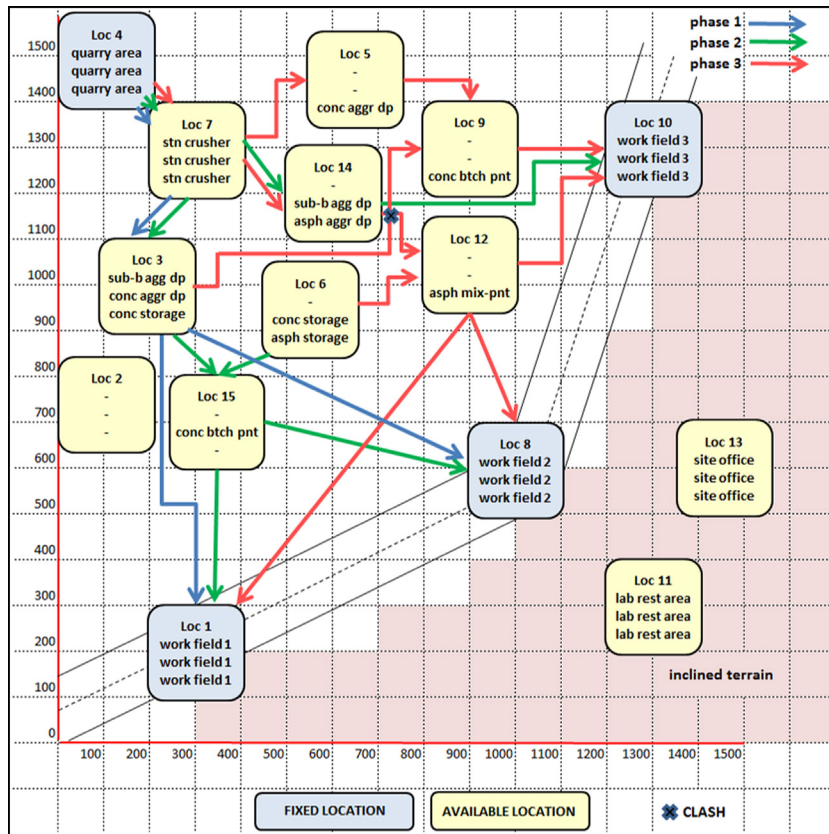 phase 1
phase 2
phase 3
1500
1400
1300
1200
1100
1000
900
800
700
600
500
400
300
200
100
0
Loc 4
quarry area
quarry area
quarry area
Loc 5
-
-
conc aggr dp
Loc 7
stn crusher
stn crusher
stn crusher
Loc 9
-
-
conc btch pnt
Loc 10
work field 3
work field 3
work field 3
Loc 14
-
sub-b agg dp
asph aggr dp
Loc 12
-
-
asph mix-pnt
Loc 3
sub-b agg dp
conc aggr dp
conc storage
Loc 6
-
conc storage
asph storage
Loc 2
-
-
-
Loc 15
-
conc btch pnt
-
Loc 8
work field 2
work field 2
work field 2
Loc 13
site office
site office
site office
Loc 11
lab rest area
lab rest area
lab rest area
Loc 1
work field 1
work field 1
work field 1
inclined terrain
100 200 300 400 500 600 700 800 900 1000 1100 1200 1300 1400 1500
FIXED LOCATION
AVAILABLE LOCATION
CLASH